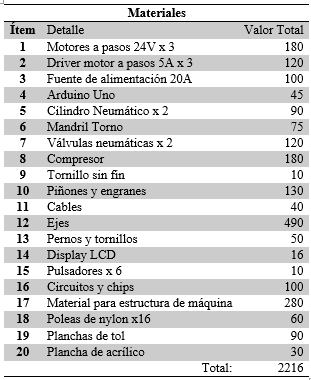 Materiales
Ítem Detalle Valor Total
1 Motores a pasos 24V x 3 180
2 Driver motor a pasos 5A x 3 120
3 Fuente de alimentación 20A 100
4 Arduino Uno 45
5 Cilindro Neumático x 2 90
6 Mandril Torno 75
7 Válvulas neumáticas x 2 120
8 Compresor 180
9 Tornillo sin fín 10
10 Piñones y engranes 130
11 Cables 40
12 Ejes 490
13 Pernos y tornillos 50
14 Display LCD 16
15 Pulsadores x 6 10
16 Circuitos y chips 100
17 Material para estructura de máquina 280
18 Poleas de nylon x16 60
19 Planchas de tol 90
20 Plancha de acrílico 30
Total: 2216